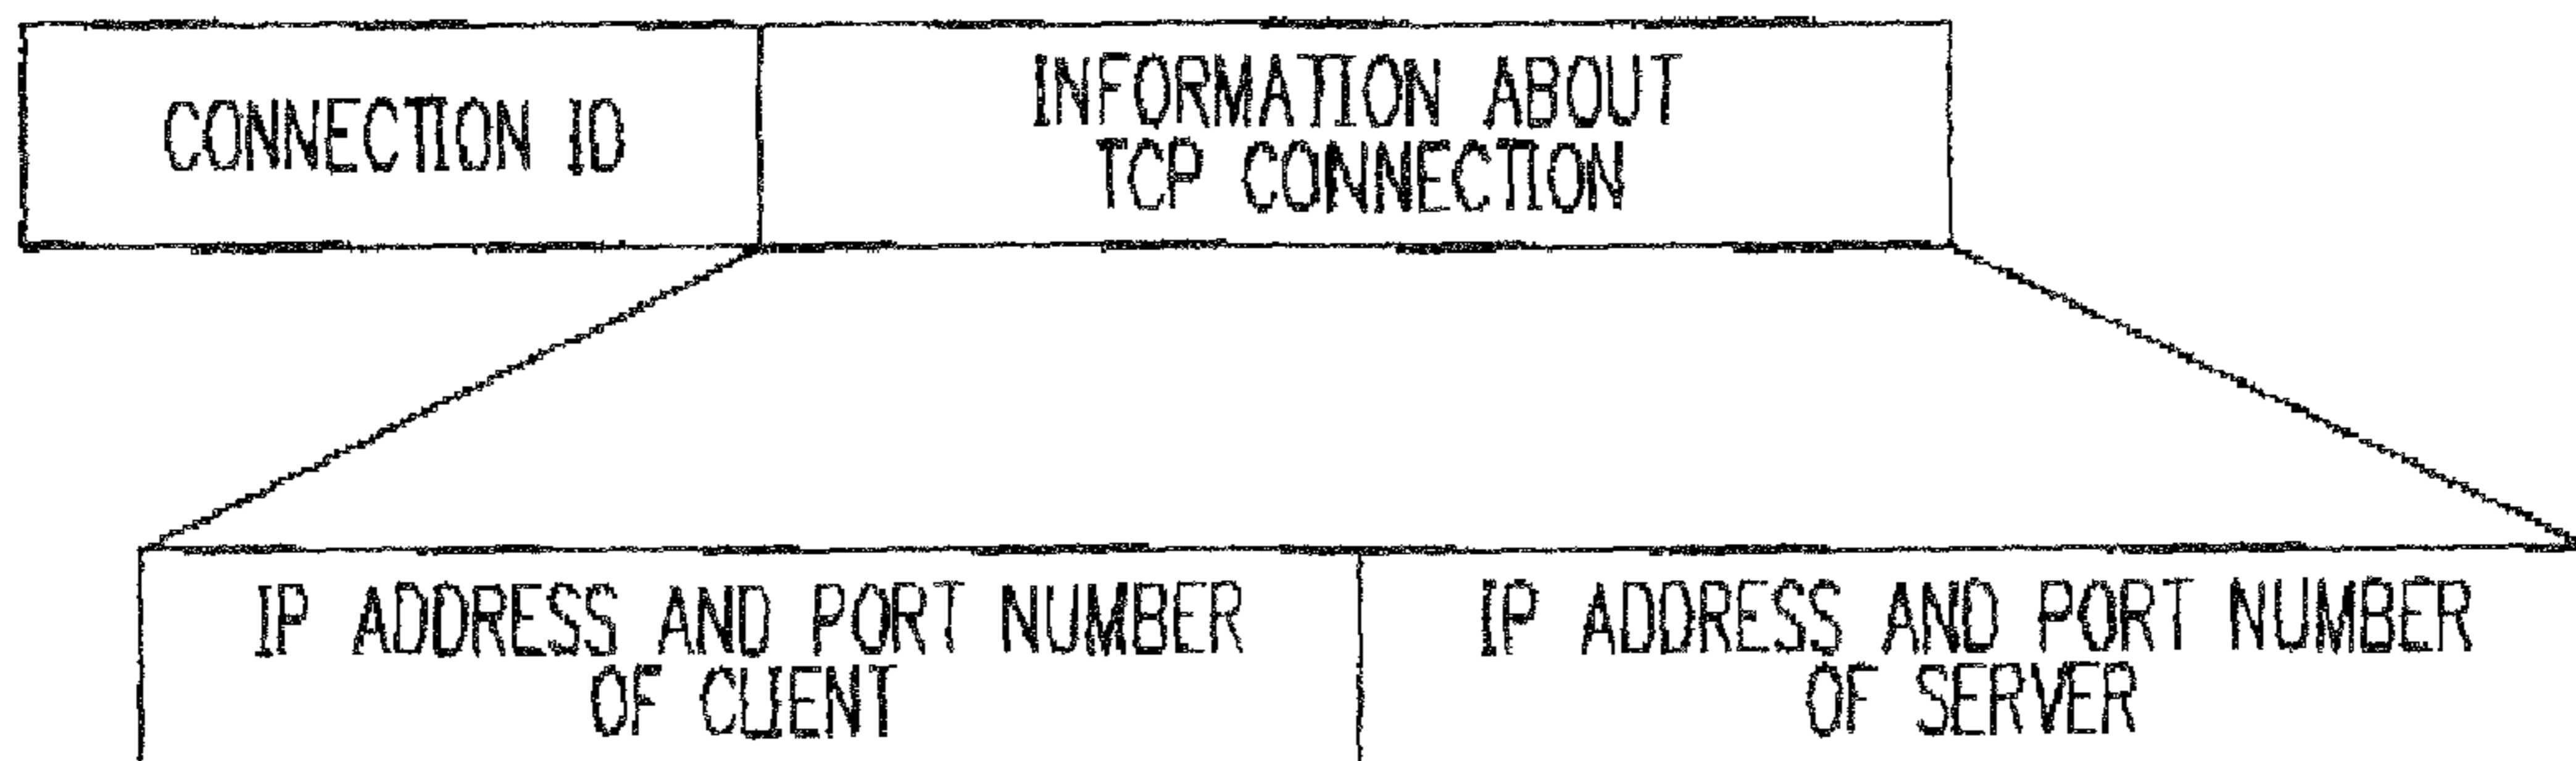 CONNECTION ID
INFORMATION ABOUT
TCP CONNECTION
IP ADDRESS AND PORT NUMBER
OF CLIENT
IP ADDRESS AND PORT NUMBER
OF SERVER